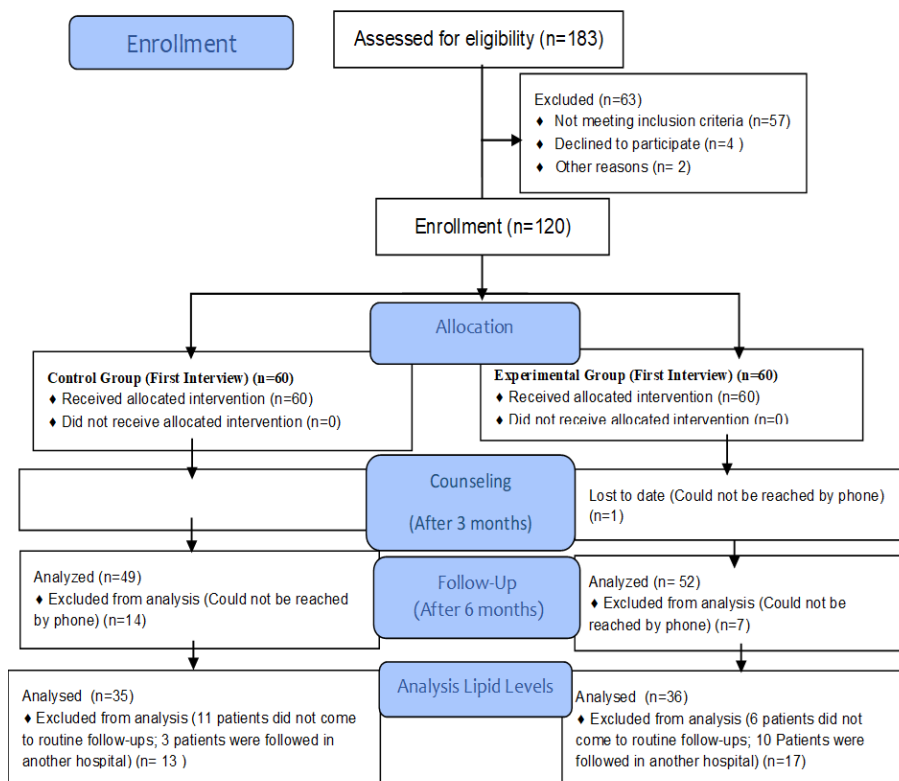 Enrollment
Assessed for eligibility (n=183)
Excluded (n=63)
♦ Not meeting inclusion criteria (n=57)
♦ Declined to participate (n=4 )
♦ Other reasons (n= 2)
Enrollment (n=120)
Allocation
Control Group (First Interview) (n=60)
♦ Received allocated intervention (n=60)
♦ Did not receive allocated intervention (n=0)
Experimental Group (First Interview) (n=60)
♦ Received allocated intervention (n=60)
♦ Did not receive allocated intervention (n=0)
Counseling
(After 3 months)
Lost to date (Could not be reached by phone)
(n=1)
Analyzed (n=49)
♦ Excluded from analysis (Could not be reached
by phone) (n=14)
Follow-Up
(After 6 months)
Analyzed (n= 52)
♦ Excluded from analysis (Could not be
reached by phone) (n=7)
Analysed (n=35)
♦ Excluded from analysis (11 patients did not come
to routine follow-ups; 3 patients were followed in
another hospital) (n= 13 )
Analysis Lipid Levels
Analysed (n=36)
♦ Excluded from analysis (6 patients did not
come to routine follow-ups; 10 Patients were
followed in another hospital) (n=17)